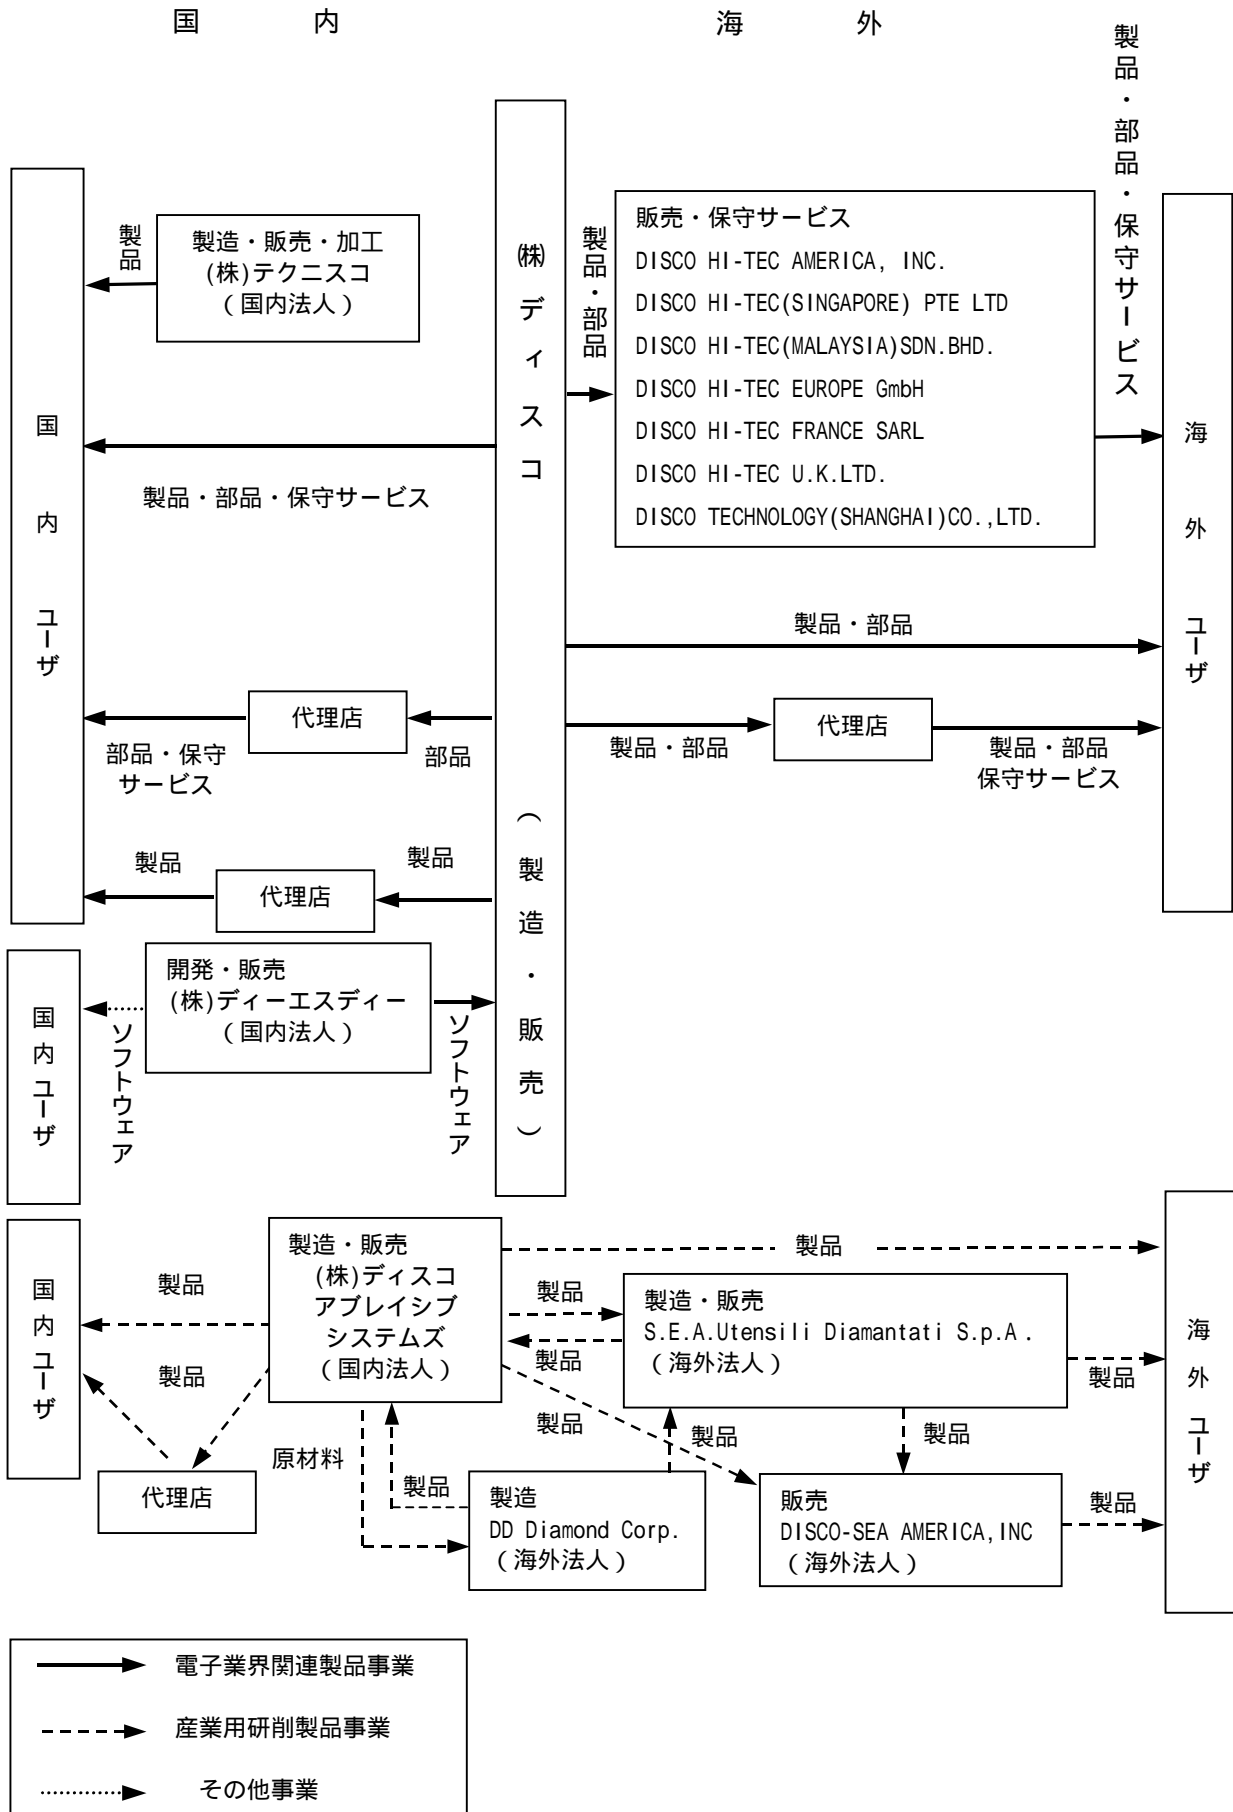 国 内
海 外
製品・部品・保守サービス
製品
製造・販売・加工
(株)テクニスコ
(国内法人)
国内ユーザ
製品・部品・保守サービス
代理店
部品・保守
サービス
部品
製品
代理店
製品
(株)ディスコ (製造・販売)
製品・部品
販売・保守サービス
DISCO HI-TEC AMERICA, INC.
DISCO HI-TEC(SINGAPORE) PTE LTD
DISCO HI-TEC(MALAYSIA)SDN.BHD.
DISCO HI-TEC EUROPE GmbH
DISCO HI-TEC FRANCE SARL
DISCO HI-TEC U.K.LTD.
DISCO TECHNOLOGY(SHANGHAI)CO.,LTD.
海外ユーザ
製品・部品
製品・部品
代理店
製品・部品
保守サービス
国内ユーザ
ソフトウェア
開発・販売
(株)ディーエスディー
(国内法人)
ソフトウェア
国内ユーザ
製品
製品
代理店
製造・販売
(株)ディスコ
アブレイシブ
システムズ
(国内法人)
製品
製品
製品
製造・販売
S.E.A.Utensili Diamantati S.p.A.
(海外法人)
製品
海外ユーザ
製品
製品
製品
原材料
製品
製造
DD Diamond Corp.
(海外法人)
販売
DISCO-SEA AMERICA,INC
(海外法人)
製品
電子業界関連製品事業
産業用研削製品事業
その他事業